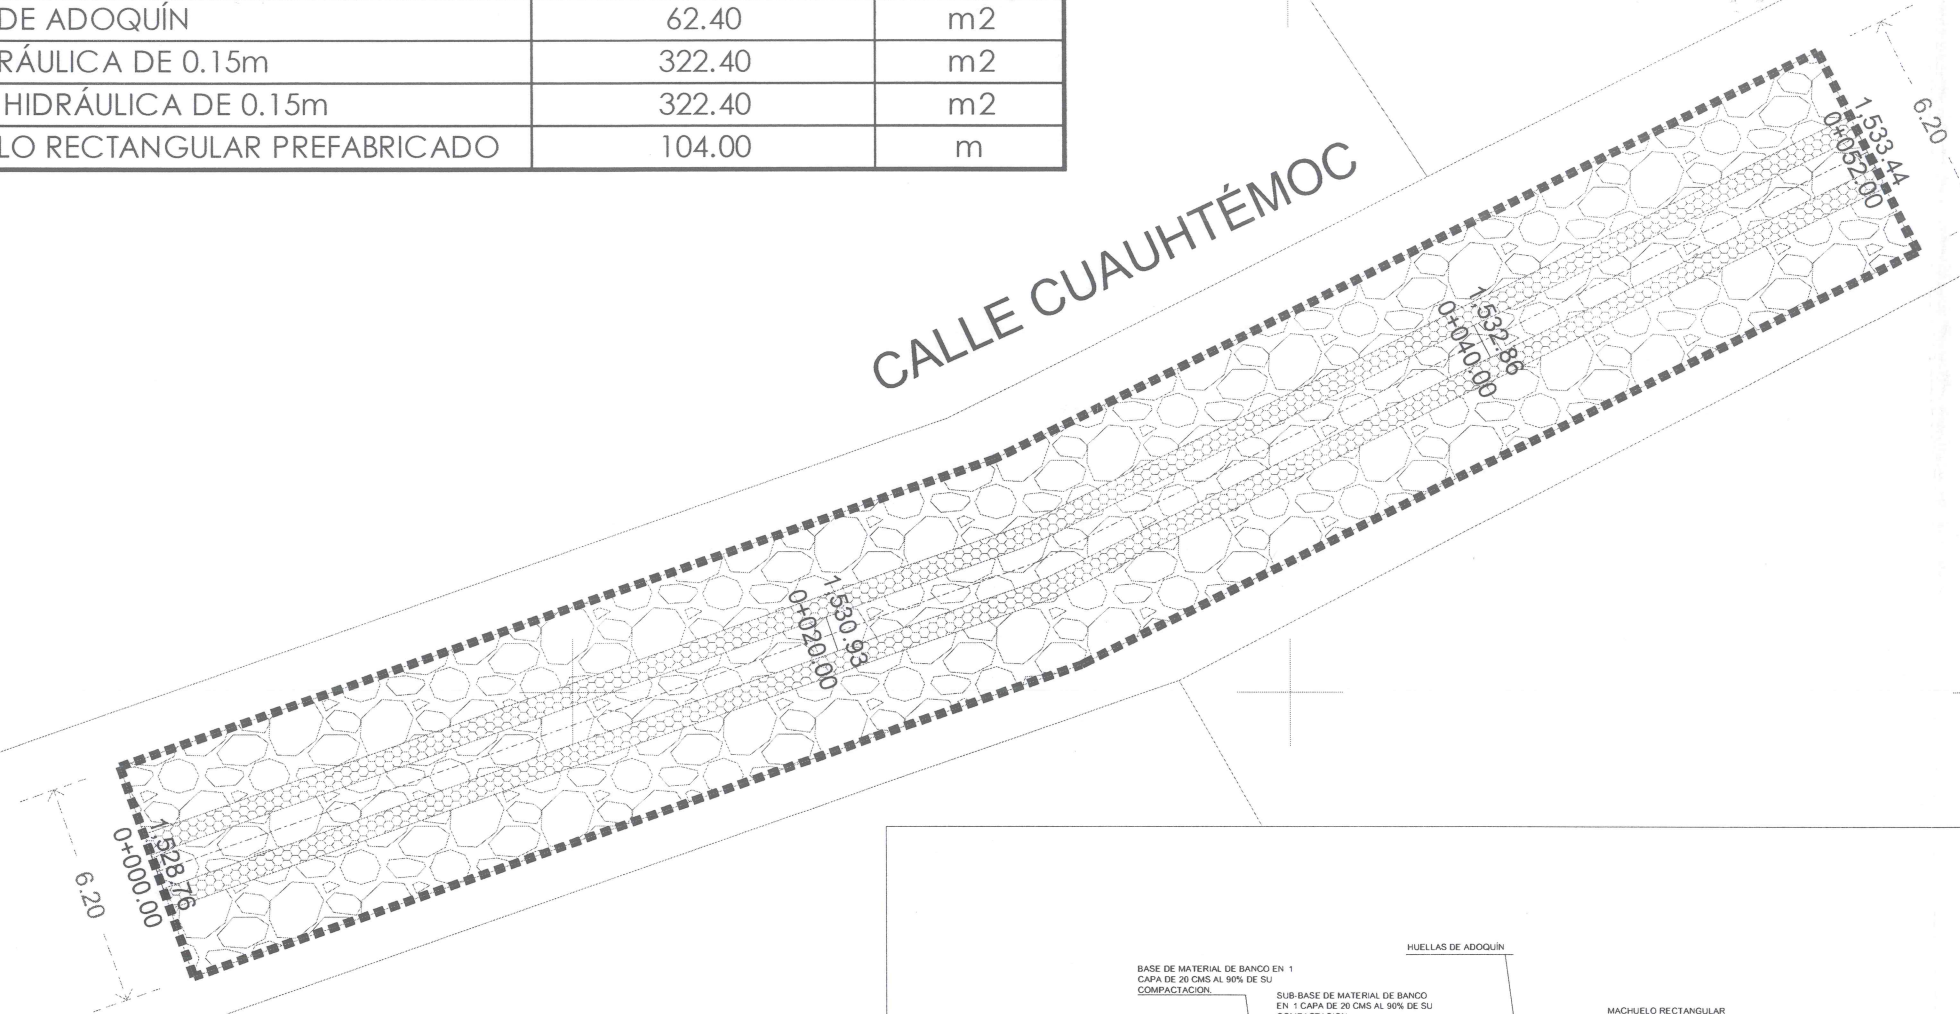 DE ADOQUÍN 62.40 m2
RÁULICA DE 0.15m 322.40 m2
HIDRÁULICA DE 0.15m 322.40 m2
LO RECTANGULAR PREFABRICADO 104.00 m
CALLE CUAUHTÉMOC
6.20
1,533.44
0+052.00
1,532.86
0+040.00
1,530.93
0+020.00
1,528.76
0+000.00
6.20
HUELLAS DE ADOQUÍN
BASE DE MATERIAL DE BANCO EN 1
CAPA DE 20 CMS AL 90% DE SU
COMPACTACION.
SUB-BASE DE MATERIAL DE BANCO
EN 1 CAPA DE 20 CMS AL 90% DE SU
MACHUELO RECTANGULAR